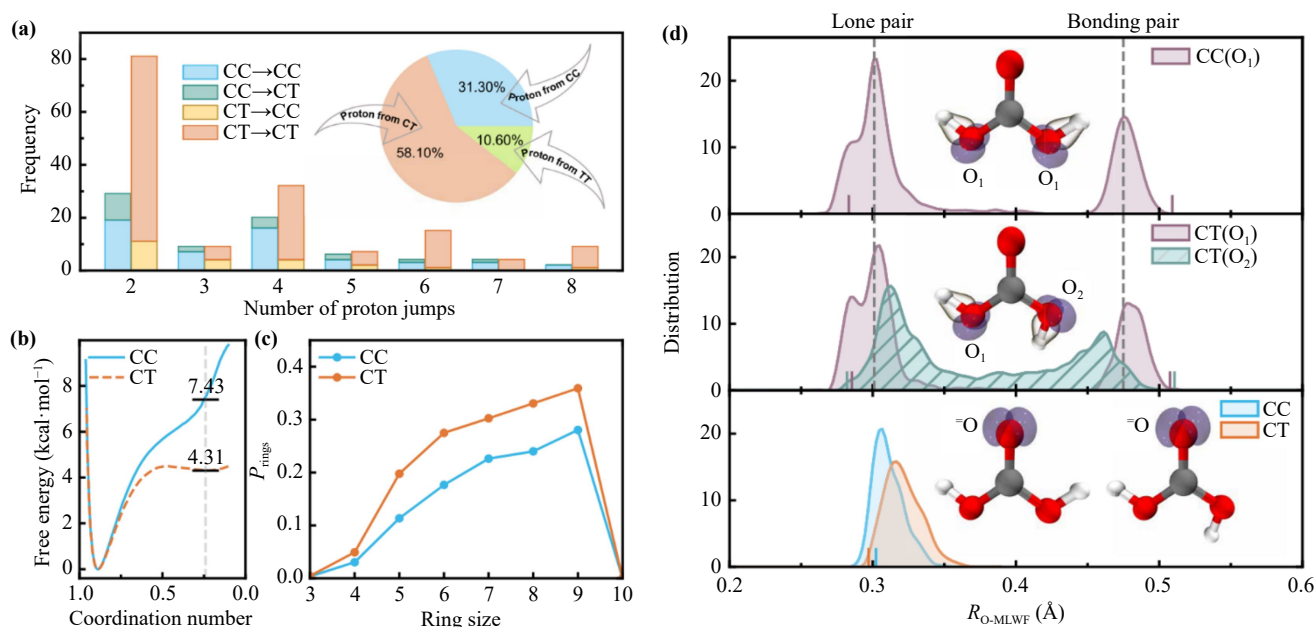 (a)
80
60
40
20
0
Frequency
CC→CC
CC→CT
CT→CC
CT→CT
31.30%
58.10%
10.60%
Proton from CC
Proton from CT
Proton from TT
2 3 4 5 6 7 8
Number of proton jumps
(b)
CC
CT
7.43
4.31
8
6
4
2
0
Free energy (kcal·mol⁻¹)
1.0 0.5 0.0
Coordination number
(c)
CC
CT
0.4
0.3
0.2
0.1
0.0
P_rings
3 4 5 6 7 8 9 10
Ring size
(d)
Lone pair Bonding pair
CC(O₁)
20
10
0
O₁ O₁
CT(O₁)
CT(O₂)
20
10
0
O₂
O₁
Distribution
CC
CT
20
10
0
=O =O
0.2 0.3 0.4 0.5 0.6
R_O-MLWF (Å)